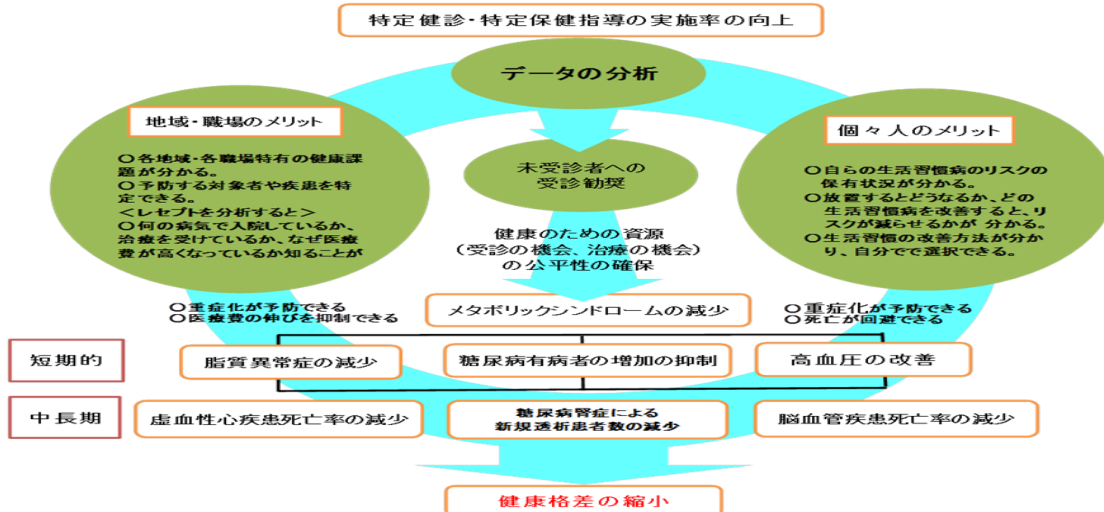 特定健診・特定保健指導の実施率の向上
データの分析
地域・職場のメリット
○各地域・各職場特有の健康課
題が分かる。
○予防する対象者や疾患を特
定できる。
＜レセプトを分析すると＞
○何の病気で入院しているか、
治療を受けているか、なぜ医療
費が高くなっているか知ることが
未受診者への
受診勧奨
個々人のメリット
○自らの生活習慣病のリスクの
保有状況が分かる。
○放置するとどうなるか、どの
生活習慣病を改善すると、リ
スクが減らせるかが 分かる。
○生活習慣の改善方法が分か
り、自分でで選択できる。
健康のための資源
(受診の機会、治療の機会)
の公平性の確保
○重症化が予防できる
○医療費の伸びを抑制できる
メタボリックシンドロームの減少
○重症化が予防できる
○死亡が回避できる
短期的
脂質異常症の減少
糖尿病有病者の増加の抑制
高血圧の改善
中長期
虚血性心疾患死亡率の減少
糖尿病腎症による
新規透析患者数の減少
脳血管疾患死亡率の減少
健康格差の縮小